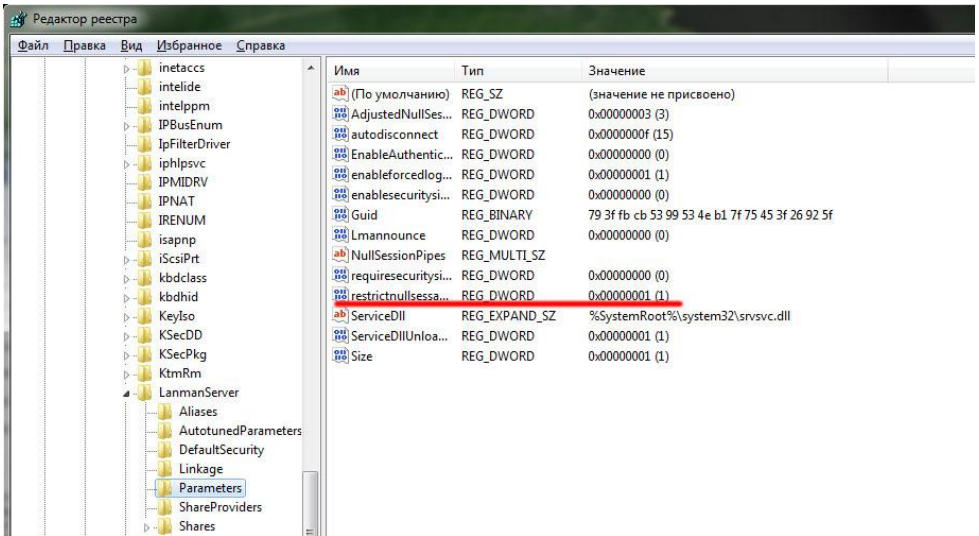 Редактор реестра
Файл Правка Вид Избранное Справка
inetaccs
intelide
intelppm
IPBusEnum
IpFilterDriver
iphlpsvc
IPMIDRV
IPNAT
IRENUM
isapnp
iScsiPrt
kbdclass
kbdhid
KeyIso
KSecDD
KSecPkg
KtmRm
LanmanServer
Aliases
AutotunedParameters
DefaultSecurity
Linkage
Parameters
ShareProviders
Shares
Имя Тип Значение
(По умолчанию) REG_SZ (значение не присвоено)
AdjustedNullSes... REG_DWORD 0x00000003 (3)
autodisconnect REG_DWORD 0x0000000f (15)
EnableAuthentic... REG_DWORD 0x00000000 (0)
enableforcedlog... REG_DWORD 0x00000001 (1)
enablesecuritysi... REG_DWORD 0x00000000 (0)
Guid REG_BINARY 79 3f fb cb 53 99 53 4e b1 7f 75 45 3f 26 92 5f
Lmannounce REG_DWORD 0x00000000 (0)
NullSessionPipes REG_MULTI_SZ
requiresecuritysi... REG_DWORD 0x00000000 (0)
restrictnullsessa... REG_DWORD 0x00000001 (1)
ServiceDll REG_EXPAND_SZ %SystemRoot%\system32\srvsvc.dll
ServiceDllUnloa... REG_DWORD 0x00000001 (1)
Size REG_DWORD 0x00000001 (1)